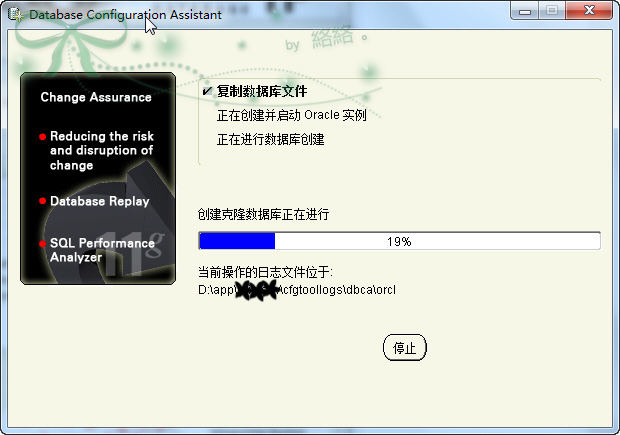 Database Configuration Assistant
by 絡絡。
Change Assurance
Reducing the risk
and disruption of
change
Database Replay
SQL Performance
Analyzer
11g
复制数据库文件
正在创建并启动 Oracle 实例
正在进行数据库创建
创建克隆数据库正在进行
19%
当前操作的日志文件位于:
D:\app\ \cfgtoollogs\dbca\orcl
停止